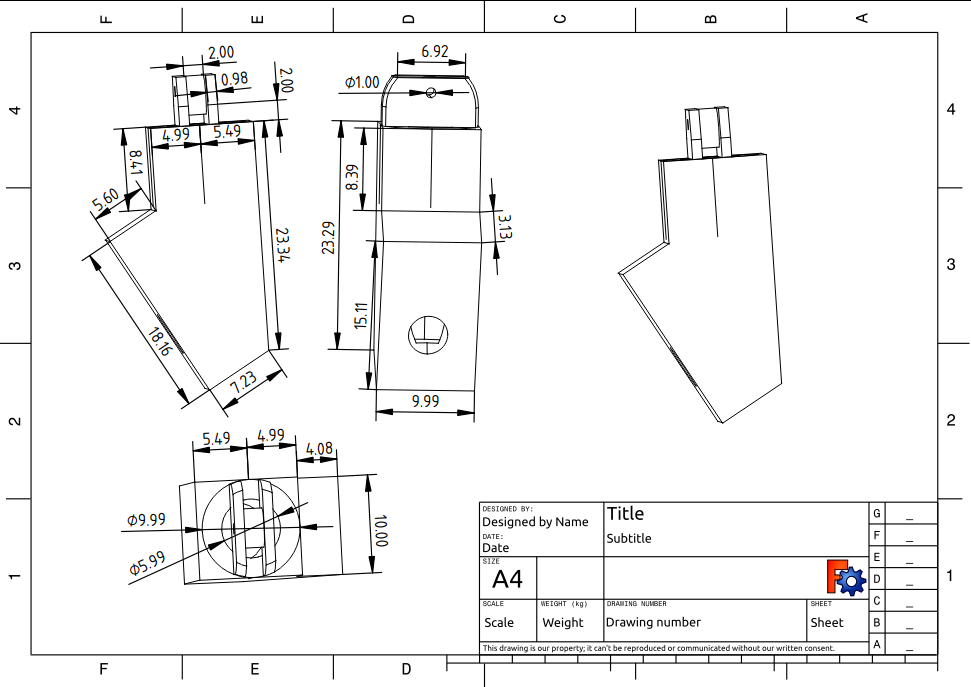 F E D C B A
2.00
0.98
2.00
4.99 5.49
8.41
5.60
23.34
18.16
7.23
6.92
Ø1.00
8.39
23.29
3.13
15.11
9.99
5.49 4.99
4.08
Ø9.99
Ø5.99
10.00
4 4
3 3
2 2
1 1
DESIGNED BY:
Designed by Name
DATE:
Date
SIZE
A4
Title
Subtitle
SCALE
Scale
WEIGHT (kg)
Weight
DRAWING NUMBER
Drawing number
SHEET
Sheet
This drawing is our property; it can't be reproduced or communicated without our written consent.
G _
F _
E _
D _
C _
B _
A _
F E D